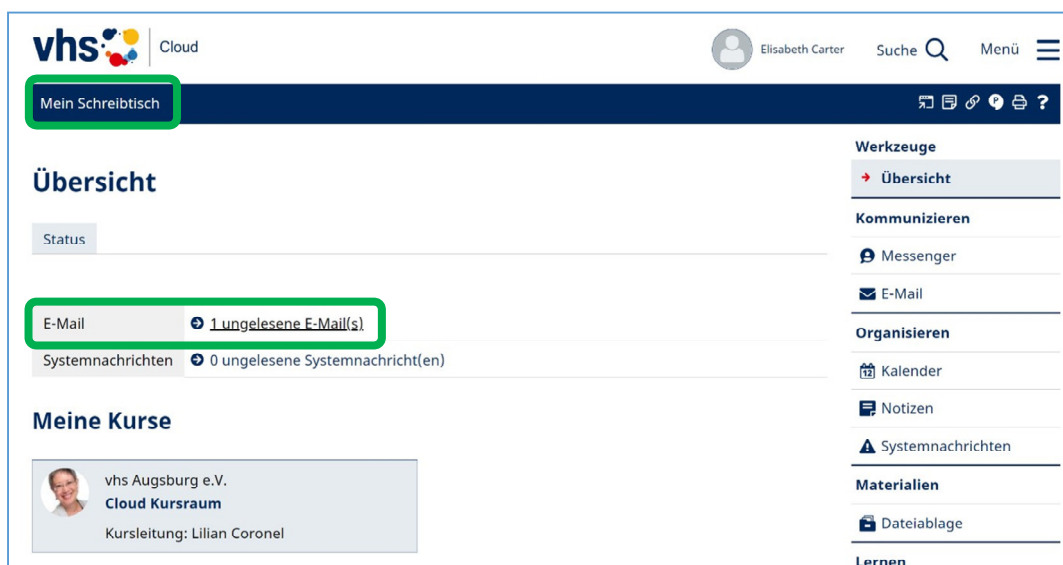 vhs Cloud
Elisabeth Carter
Suche
Menü
Mein Schreibtisch
?
Übersicht
Status
E-Mail 1 ungelesene E-Mail(s)
Systemnachrichten 0 ungelesene Systemnachricht(en)
Meine Kurse
vhs Augsburg e.V.
Cloud Kursraum
Kursleitung: Lilian Coronel
Werkzeuge
Übersicht
Kommunizieren
Messenger
E-Mail
Organisieren
12 Kalender
Notizen
Systemnachrichten
Materialien
Dateiablage
Lernen